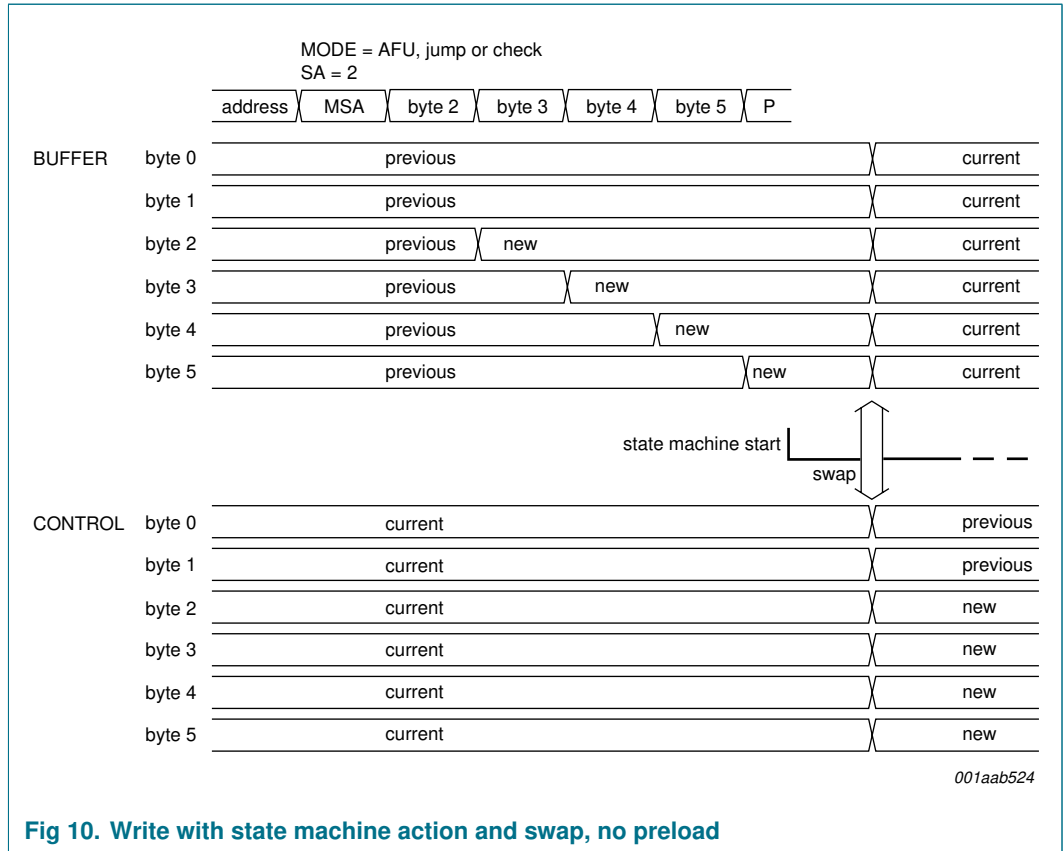 MODE = AFU, jump or check
SA = 2
address MSA byte 2 byte 3 byte 4 byte 5 P
BUFFER byte 0 previous current
byte 1 previous current
byte 2 previous new current
byte 3 previous new current
byte 4 previous new current
byte 5 previous new current
state machine start
swap
CONTROL byte 0 current previous
byte 1 current previous
byte 2 current new
byte 3 current new
byte 4 current new
byte 5 current new
001aab524
Fig 10. Write with state machine action and swap, no preload